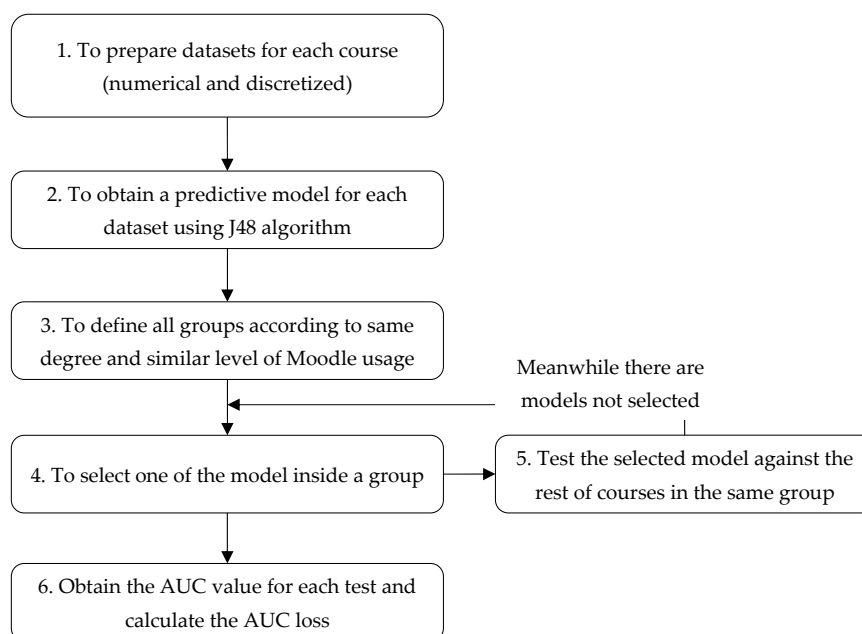 1. To prepare datasets for each course
(numerical and discretized)
2. To obtain a predictive model for each
dataset using J48 algorithm
3. To define all groups according to same
degree and similar level of Moodle usage
Meanwhile there are
models not selected
4. To select one of the model inside a group
5. Test the selected model against the
rest of courses in the same group
6. Obtain the AUC value for each test and
calculate the AUC loss